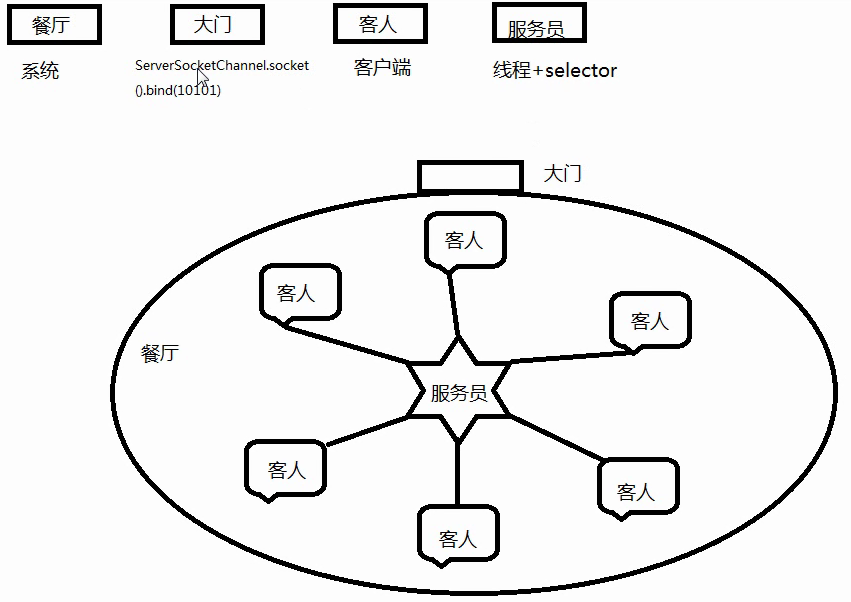 餐厅
大门
客人
服务员
系统
ServerSocketChannel.socket
().bind(10101)
客户端
线程+selector
大门
客人
客人
客人
餐厅
服务员
客人
客人
客人